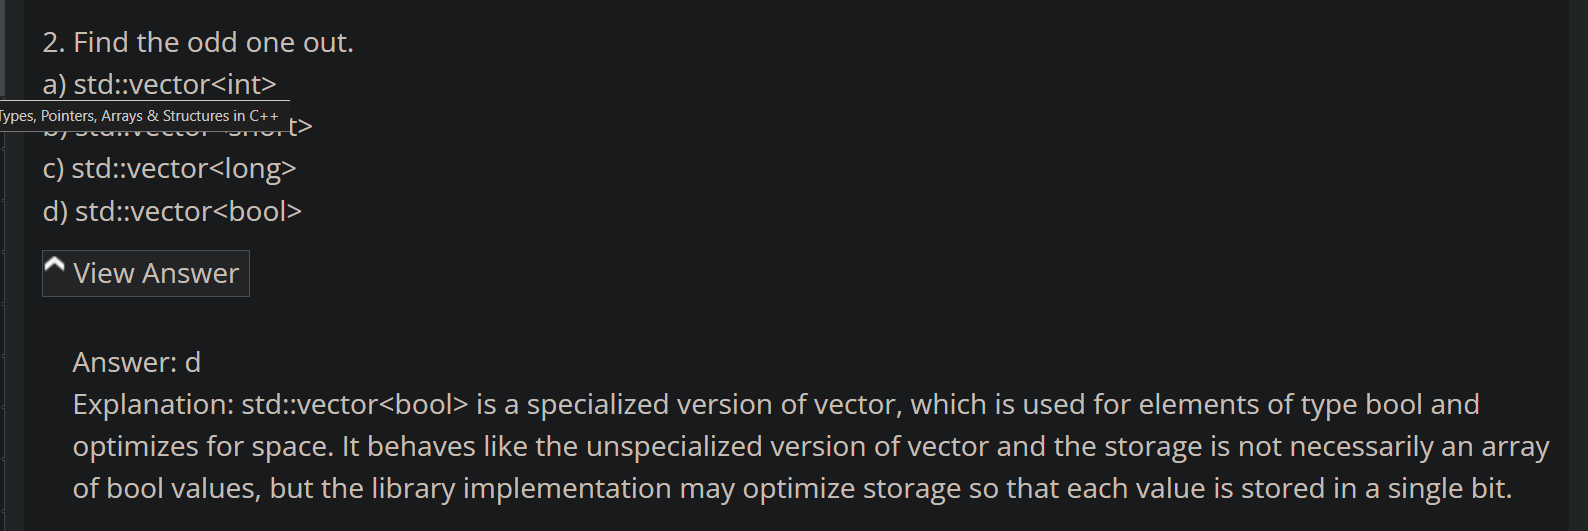 2. Find the odd one out.
a) std::vector<int>
Types, Pointers, Arrays & Structures in C++
b) std::vector<short>
c) std::vector<long>
d) std::vector<bool>
View Answer
Answer: d
Explanation: std::vector<bool> is a specialized version of vector, which is used for elements of type bool and
optimizes for space. It behaves like the unspecialized version of vector and the storage is not necessarily an array
of bool values, but the library implementation may optimize storage so that each value is stored in a single bit.